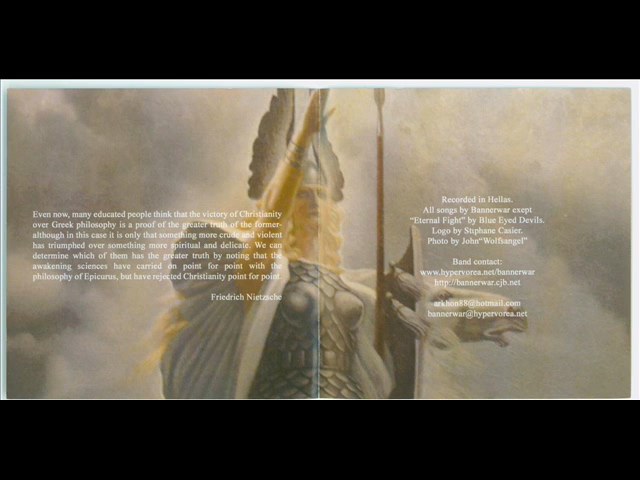 Even now, many educated people think that the victory of Christianity
over Greek philosophy is a proof of the greater truth of the former-
although in this case it is only that something more crude and violent
has triumphed over something more spiritual and delicate. We can
determine which of them has the greater truth by noting that the
awakening sciences have carried on point for point with the
philosophy of Epicurus, but have rejected Christianity point for point
Friedrich Nietzsche
Recorded in Hellas.
All songs by Bannerwar exept
"Eternal Fight" by Blue Eyed Devils.
Logo by Stphane Casier.
Photo by John"Wolfsangel"
Band contact:
www.hypervorea.net/bannerwar
http://bannerwar.cjb.net
arkhon88@hotmail.com
bannerwar@hypervorea.net